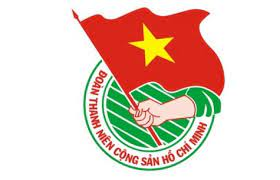 ĐOÀN THANH NIÊN CỘNG SẢN HỒ CHÍ MINH